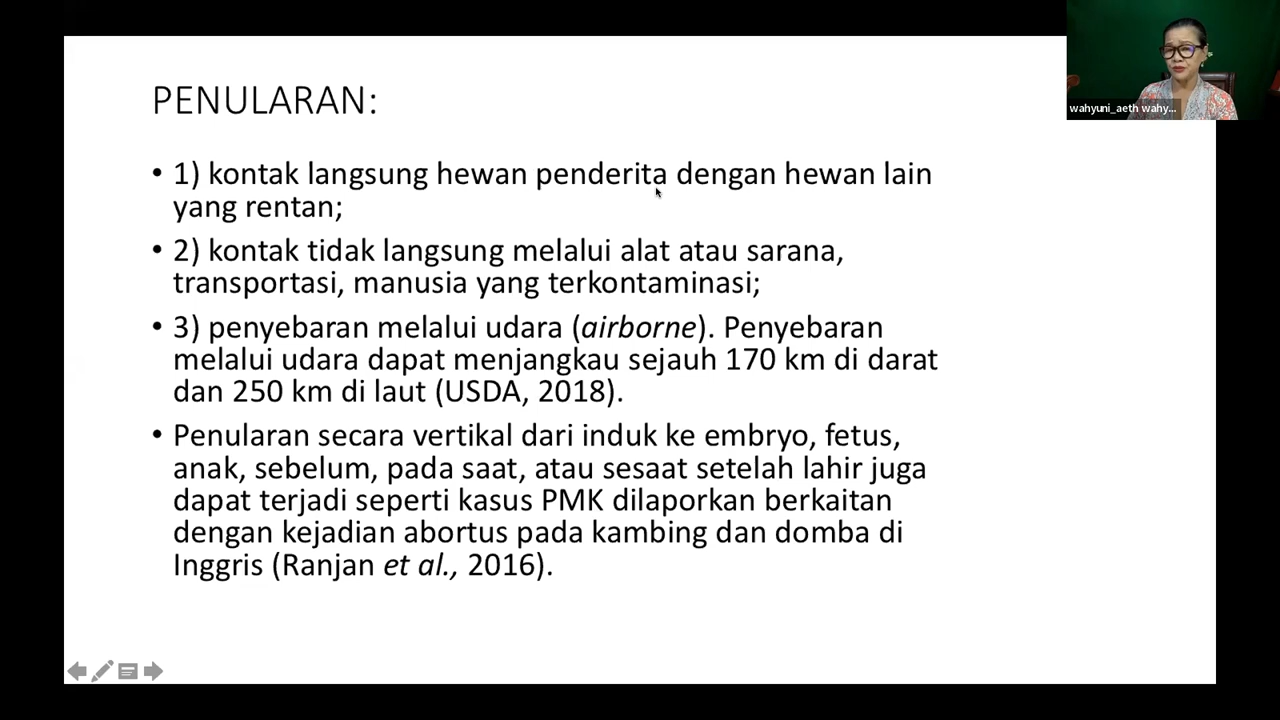 PENULARAN:
• 1) kontak langsung hewan penderita dengan hewan lain
yang rentan;
• 2) kontak tidak langsung melalui alat atau sarana,
transportasi, manusia yang terkontaminasi;
• 3) penyebaran melalui udara (airborne). Penyebaran
melalui udara dapat menjangkau sejauh 170 km di darat
dan 250 km di laut (USDA, 2018).
• Penularan secara vertikal dari induk ke embryo, fetus,
anak, sebelum, pada saat, atau sesaat setelah lahir juga
dapat terjadi seperti kasus PMK dilaporkan berkaitan
dengan kejadian abortus pada kambing dan domba di
Inggris (Ranjan et al., 2016).
wahyuni_aeth wahy...